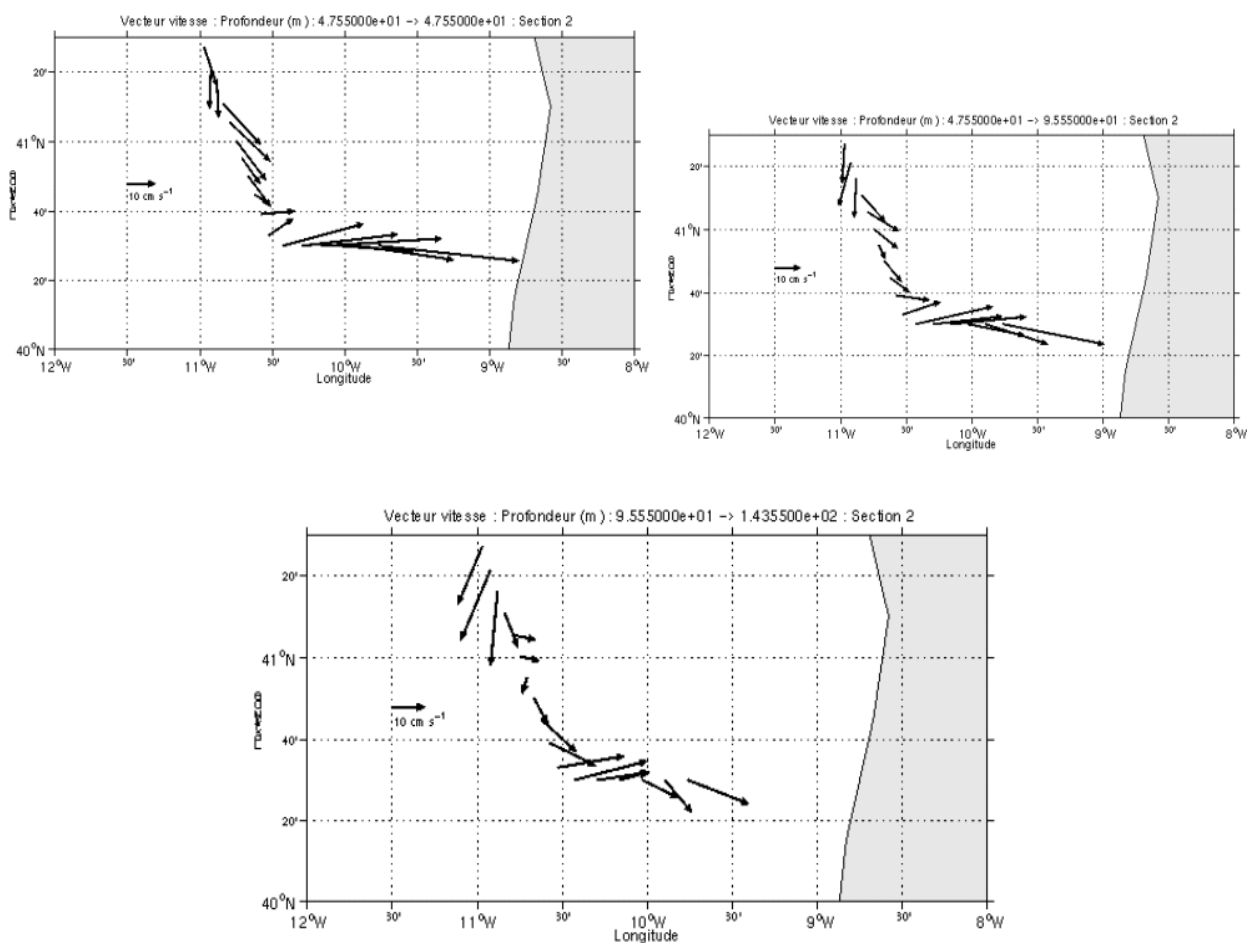 Vecteur vitesse : Profondeur (m) : 4.755000e+01 -> 4.755000e+01 : Section 2
20'
41°N
40'
20'
40°N
10 cm s⁻¹
12°W 30' 11°W 30' 10°W 30' 9°W 30' 8°W
Longitude
Vecteur vitesse : Profondeur (m) : 4.755000e+01 -> 9.555000e+01 : Section 2
20'
41°N
40'
20'
40°N
10 cm s⁻¹
12°W 30' 11°W 30' 10°W 30' 9°W 30' 8°W
Longitude
Vecteur vitesse : Profondeur (m) : 9.555000e+01 -> 1.435500e+02 : Section 2
20'
41°N
40'
20'
40°N
10 cm s⁻¹
12°W 30' 11°W 30' 10°W 30' 9°W 30' 8°W
Longitude